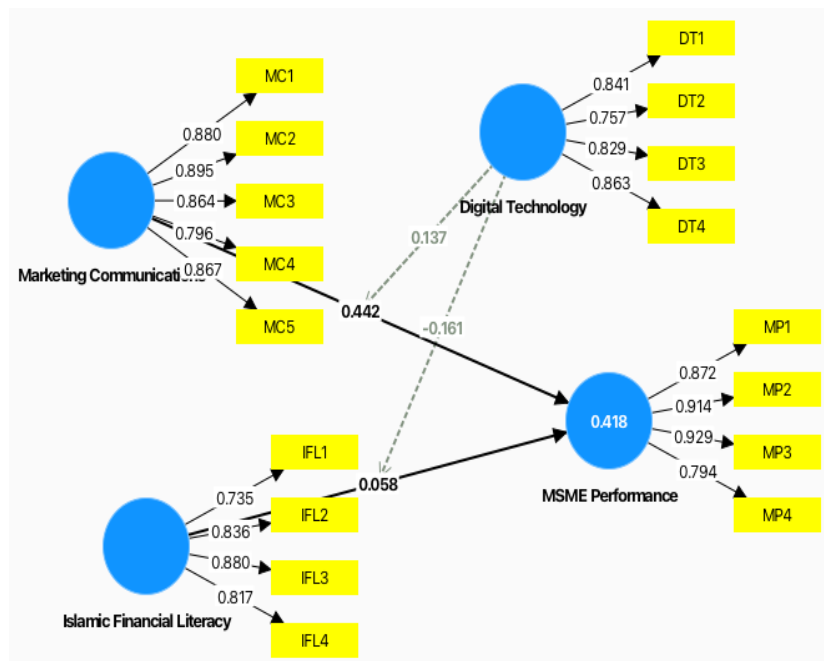 MC1
0.880
MC2
0.895
0.864
MC3
0.796
MC4
0.867
MC5
Marketing Communication
DT1
0.841
DT2
0.757
0.829
DT3
0.863
DT4
Digital Technology
0.137
-0.161
0.442
0.058
MP1
0.872
MP2
0.914
0.929
MP3
0.794
MP4
0.418
MSME Performance
IFL1
0.735
IFL2
0.836
0.880
IFL3
0.817
IFL4
Islamic Financial Literacy